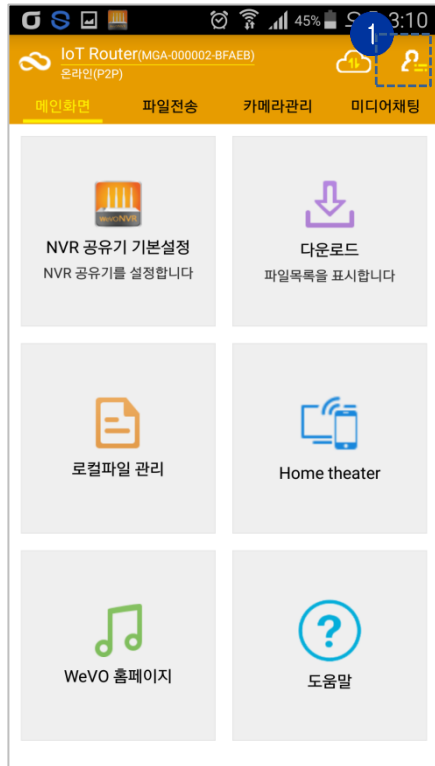 45%
3:10
1
IoT Router(MGA-000002-BFAEB)
온라인(P2P)
메인화면 파일전송 카메라관리 미디어채팅
WeVONVR
NVR 공유기 기본설정
NVR 공유기를 설정합니다
다운로드
파일목록을 표시합니다
로컬파일 관리
Home theater
WeVO 홈페이지
?
도움말